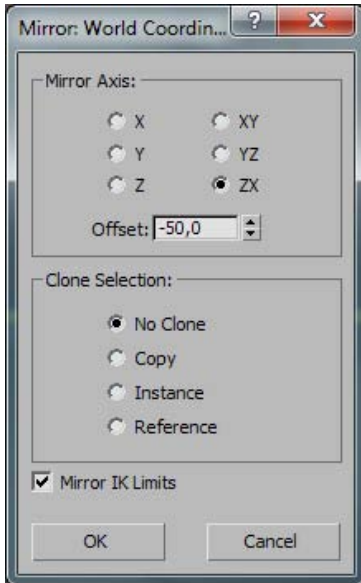 Mirror: World Coordin... ? X
Mirror Axis:
X XY
Y YZ
Z ZX
Offset: -50,0
Clone Selection:
No Clone
Copy
Instance
Reference
Mirror IK Limits
OK Cancel